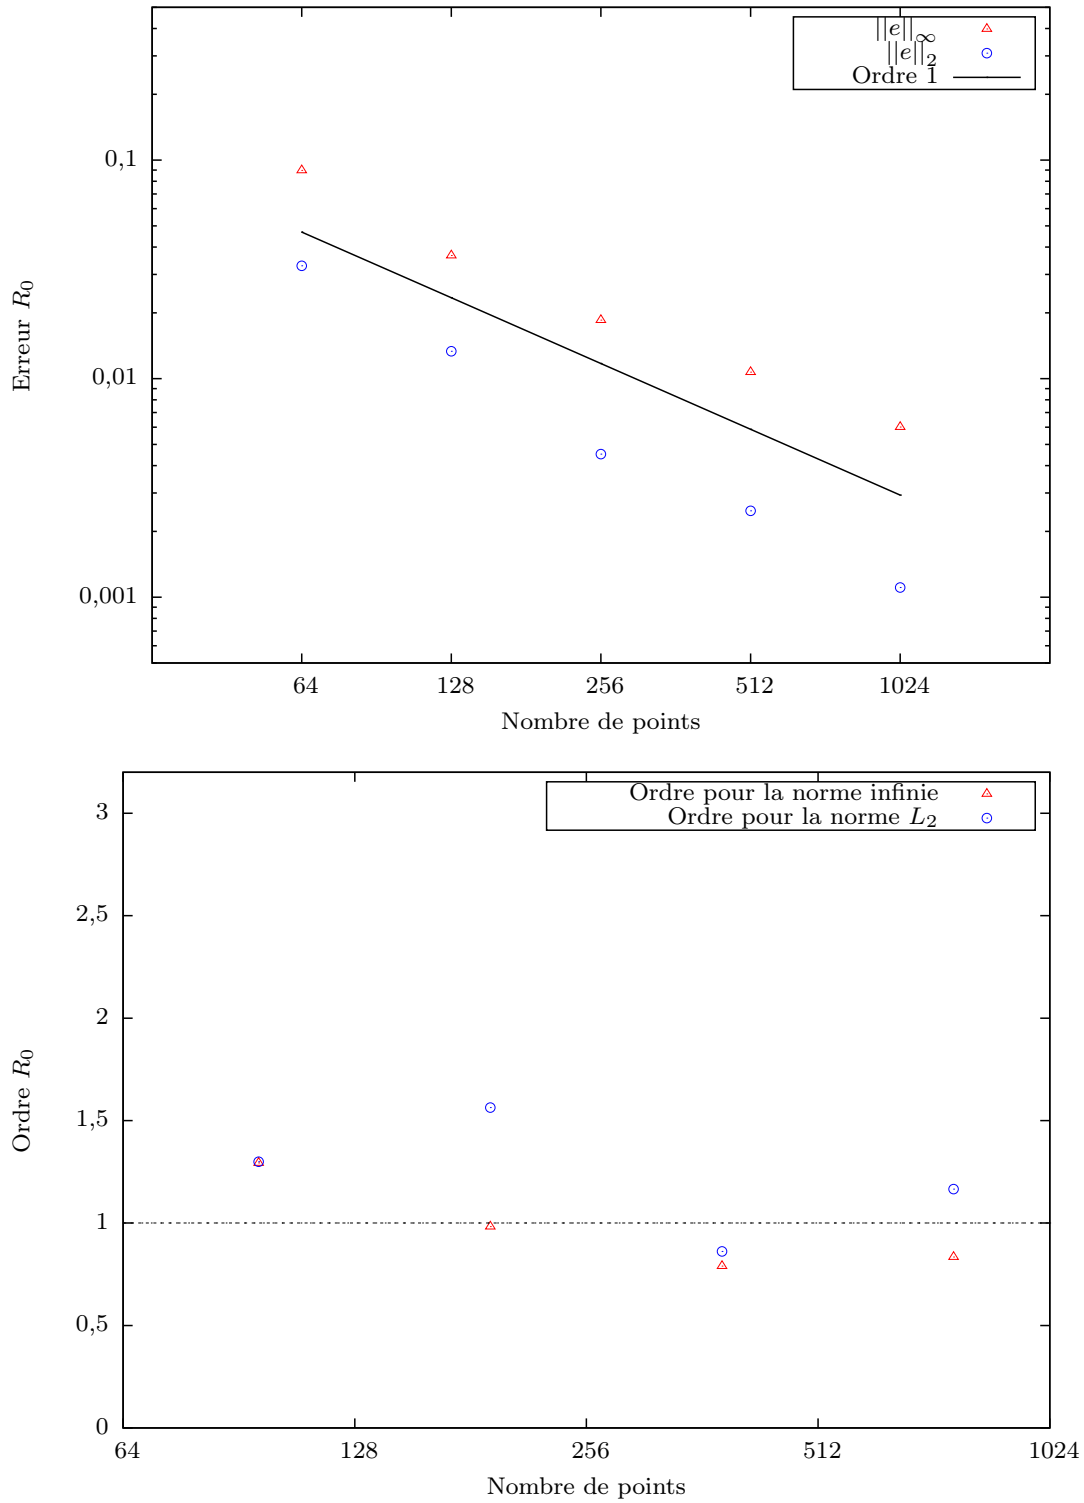 ||e||∞
||e||2
Ordre 1
0,1
0,01
0,001
Erreur R0
64 128 256 512 1024
Nombre de points
Ordre pour la norme infinie
Ordre pour la norme L2
3
2,5
2
1,5
1
0,5
0
Ordre R0
64 128 256 512 1024
Nombre de points